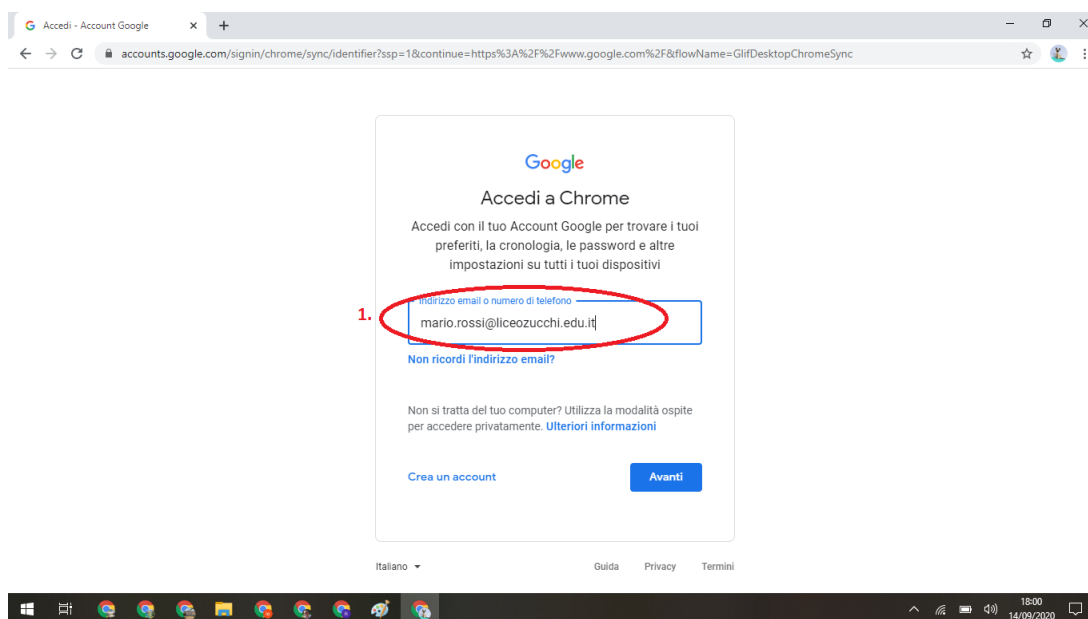 Accedi - Account Google
accounts.google.com/signin/chrome/sync/identifier?ssp=1&continue=https%3A%2F%2Fwww.google.com%2F&flowName=GlifDesktopChromeSync
Google
Accedi a Chrome
Accedi con il tuo Account Google per trovare i tuoi
preferiti, la cronologia, le password e altre
impostazioni su tutti i tuoi dispositivi
Indirizzo email o numero di telefono
1.
mario.rossi@liceozucchi.edu.it
Non ricordi l'indirizzo email?
Non si tratta del tuo computer? Utilizza la modalità ospite
per accedere privatamente. Ulteriori informazioni
Crea un account
Avanti
Italiano
Guida Privacy Termini
18:00
14/09/2020